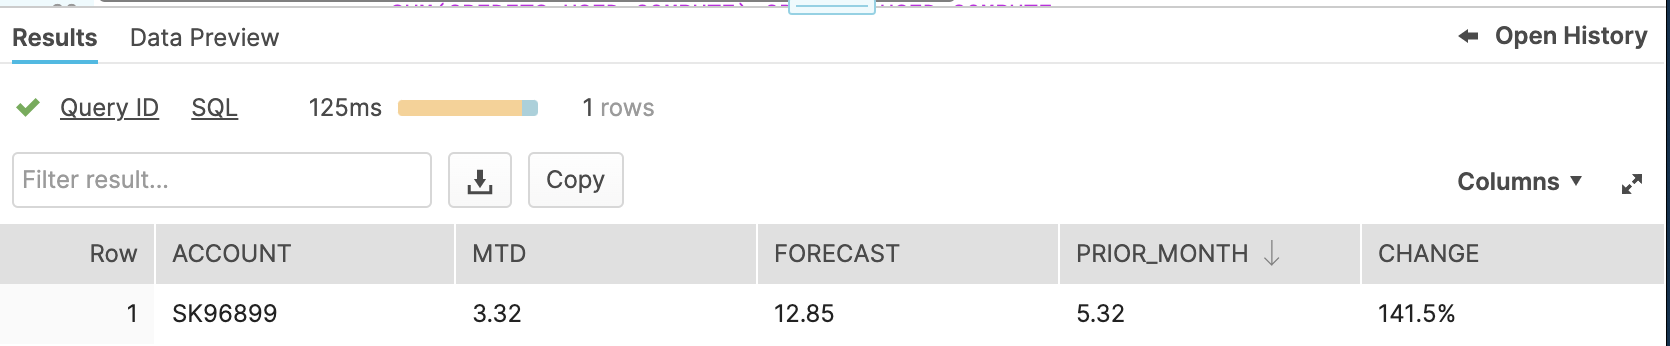 Results Data Preview Open History
Query ID SQL 125ms 1 rows
Filter result... Copy Columns
Row ACCOUNT MTD FORECAST PRIOR_MONTH CHANGE
1 SK96899 3.32 12.85 5.32 141.5%